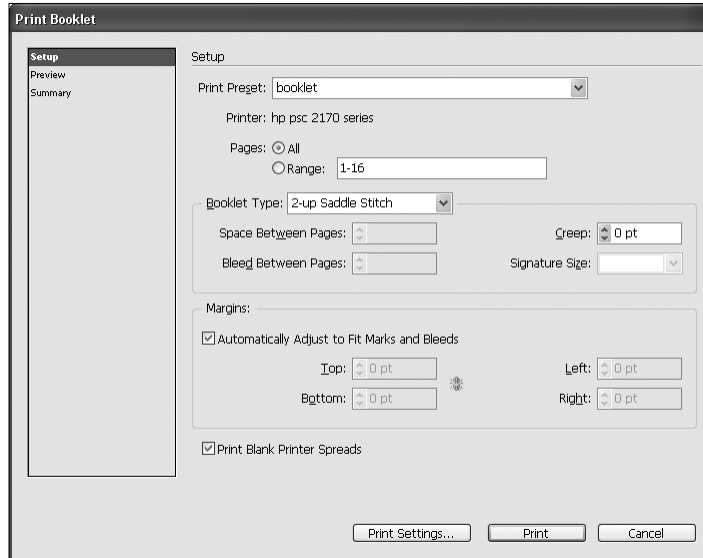 Print Booklet
Setup
Preview
Summary
Setup
Print Preset: booklet
Printer: hp psc 2170 series
Pages: All
Range: 1-16
Booklet Type: 2-up Saddle Stitch
Space Between Pages: Creep: 0 pt
Bleed Between Pages: Signature Size:
Margins:
Automatically Adjust to Fit Marks and Bleeds
Top: 0 pt Left: 0 pt
Bottom: 0 pt Right: 0 pt
Print Blank Printer Spreads
Print Settings... Print Cancel